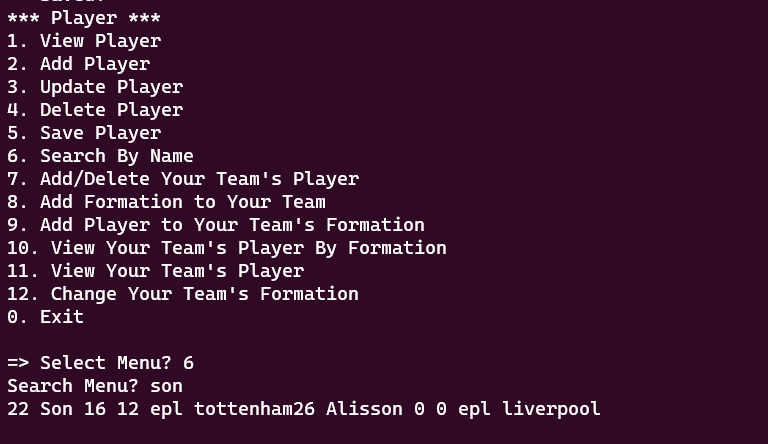 *** Player ***
1. View Player
2. Add Player
3. Update Player
4. Delete Player
5. Save Player
6. Search By Name
7. Add/Delete Your Team's Player
8. Add Formation to Your Team
9. Add Player to Your Team's Formation
10. View Your Team's Player By Formation
11. View Your Team's Player
12. Change Your Team's Formation
0. Exit
=> Select Menu? 6
Search Menu? son
22 Son 16 12 epl tottenham26 Alisson 0 0 epl liverpool